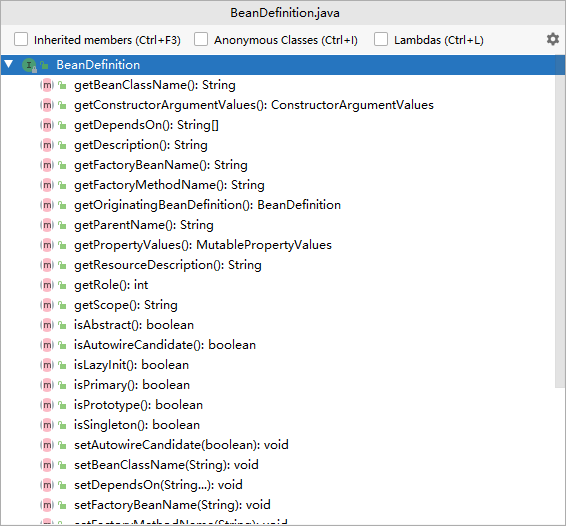 BeanDefinition.java
Inherited members (Ctrl+F3) Anonymous Classes (Ctrl+I) Lambdas (Ctrl+L)
I BeanDefinition
m getBeanClassName(): String
m getConstructorArgumentValues(): ConstructorArgumentValues
m getDependsOn(): String[]
m getDescription(): String
m getFactoryBeanName(): String
m getFactoryMethodName(): String
m getOriginatingBeanDefinition(): BeanDefinition
m getParentName(): String
m getPropertyValues(): MutablePropertyValues
m getResourceDescription(): String
m getRole(): int
m getScope(): String
m isAbstract(): boolean
m isAutowireCandidate(): boolean
m isLazyInit(): boolean
m isPrimary(): boolean
m isPrototype(): boolean
m isSingleton(): boolean
m setAutowireCandidate(boolean): void
m setBeanClassName(String): void
m setDependsOn(String...): void
m setFactoryBeanName(String): void
m setFactoryMethodName(String): void